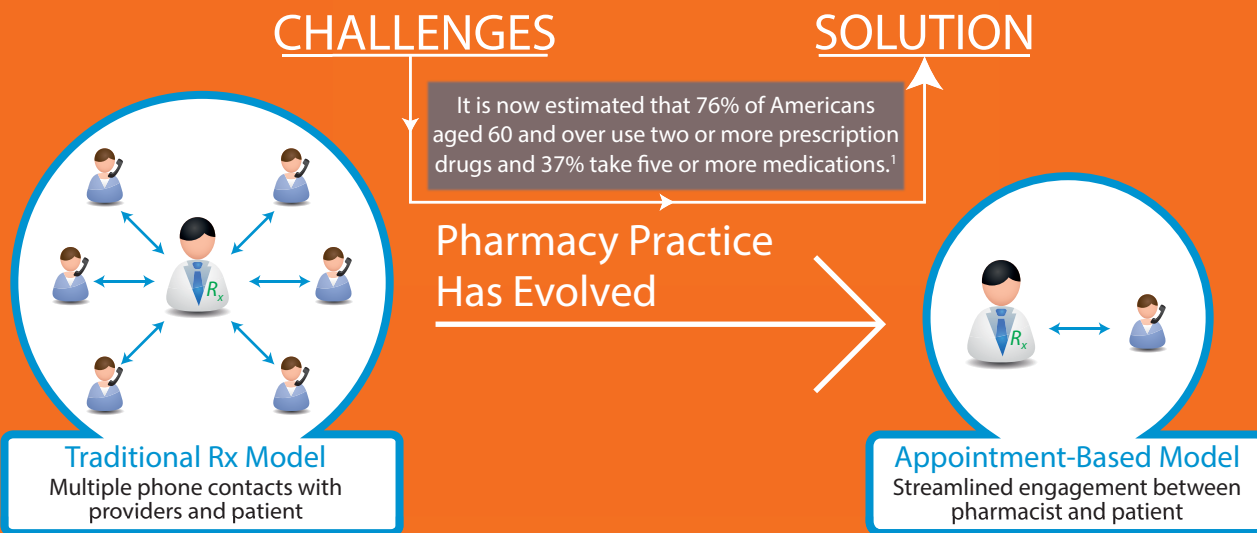 CHALLENGES
SOLUTION
It is now estimated that 76% of Americans
aged 60 and over use two or more prescription
drugs and 37% take five or more medications.¹
Pharmacy Practice
Has Evolved
Rx
Traditional Rx Model
Multiple phone contacts with
providers and patient
Rx
Appointment-Based Model
Streamlined engagement between
pharmacist and patient